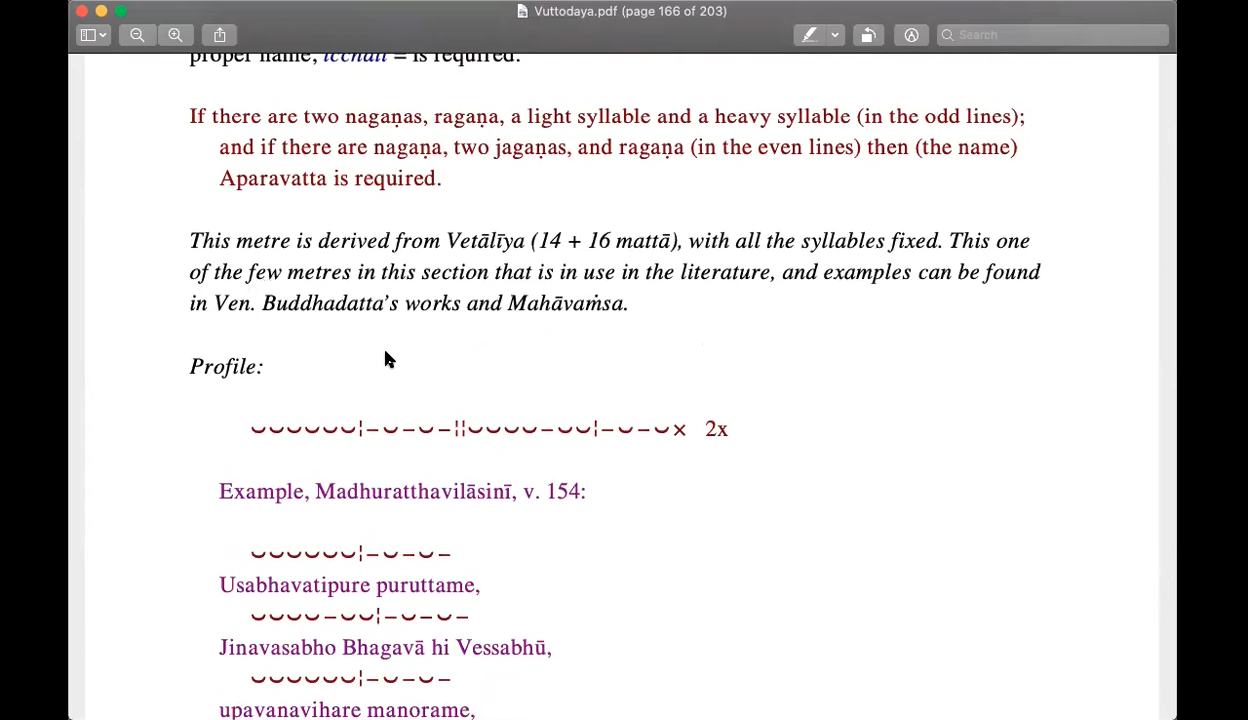 Vuttodaya.pdf (page 166 of 203)
Search
proper name, icchati = is required.
If there are two nagaṇas, ragaṇa, a light syllable and a heavy syllable (in the odd lines);
and if there are nagaṇa, two jagaṇas, and ragaṇa (in the even lines) then (the name)
Aparavatta is required.
This metre is derived from Vetālīya (14 + 16 mattā), with all the syllables fixed. This one
of the few metres in this section that is in use in the literature, and examples can be found
in Ven. Buddhadatta’s works and Mahāvaṁsa.
Profile:
⏑⏑⏑⏑⏑⏑¦−⏑−⏑−¦¦⏑⏑⏑⏑−⏑⏑¦−⏑−⏑× 2x
Example, Madhuratthavilāsinī, v. 154:
⏑⏑⏑⏑⏑⏑¦−⏑−⏑−
Usabhavatipure puruttame,
⏑⏑⏑⏑−⏑⏑¦−⏑−⏑−
Jinavasabho Bhagavā hi Vessabhū,
⏑⏑⏑⏑⏑⏑¦−⏑−⏑−
upavanavihare manorame,